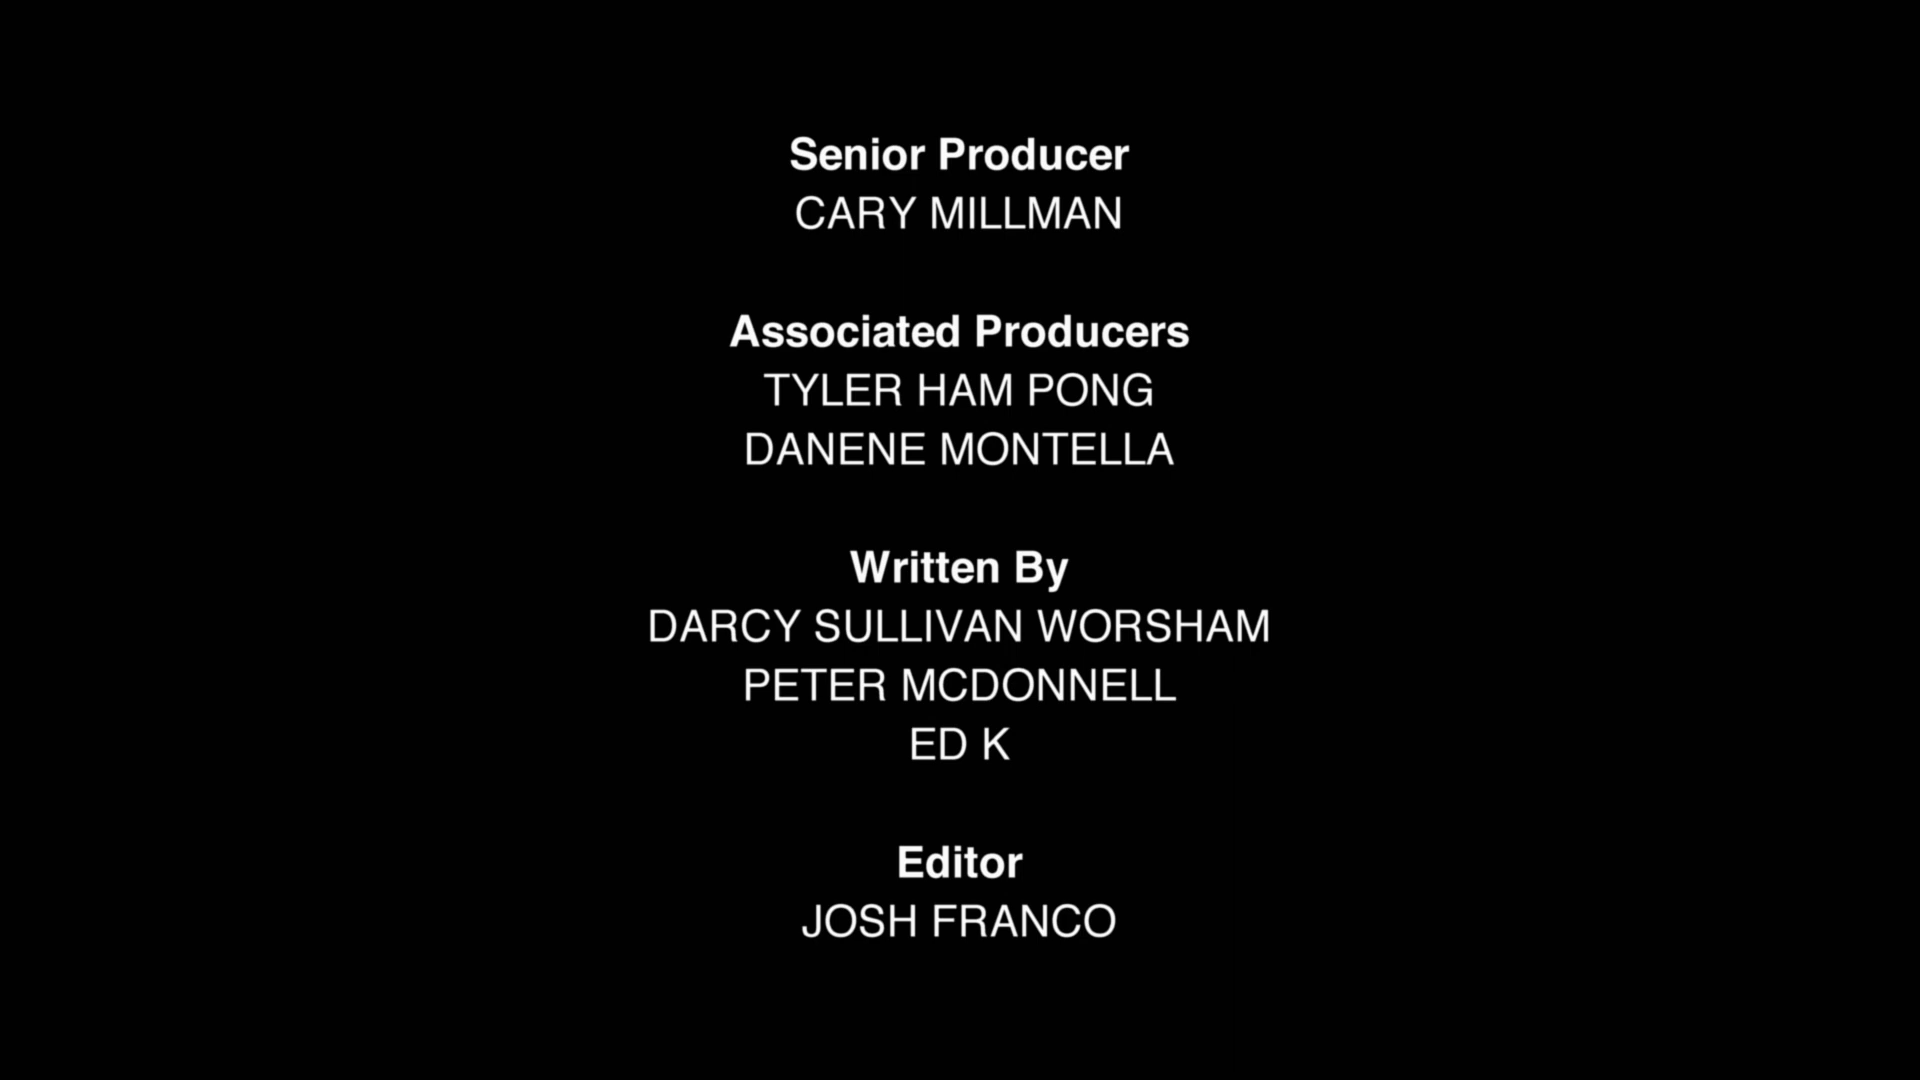 Senior Producer
CARY MILLMAN
Associated Producers
TYLER HAM PONG
DANENE MONTELLA
Written By
DARCY SULLIVAN WORSHAM
PETER MCDONNELL
ED K
Editor
JOSH FRANCO